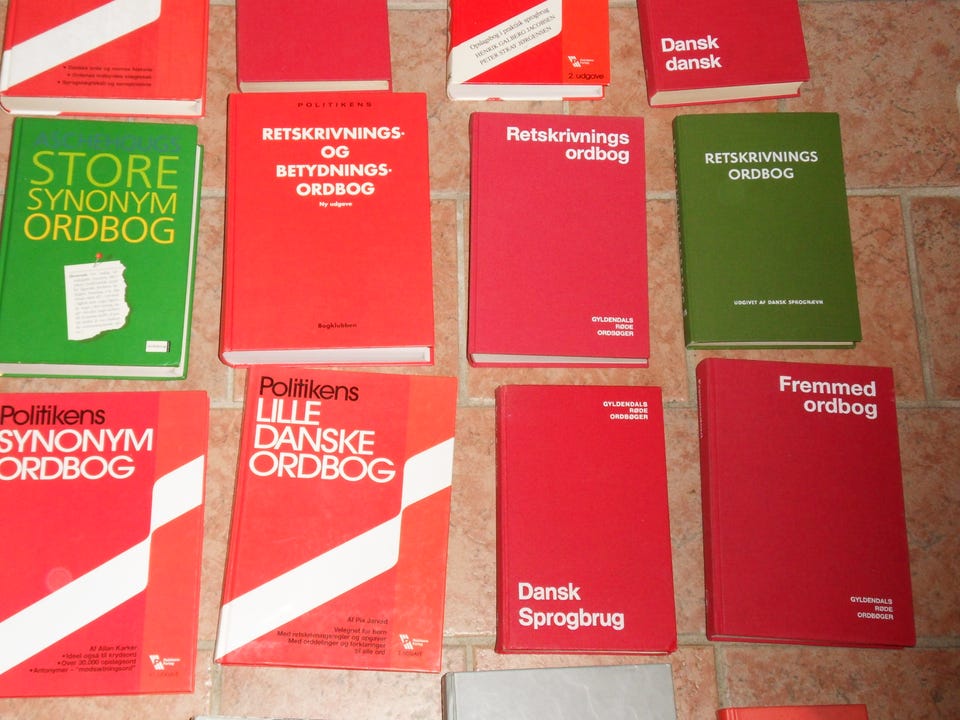 • Danske ords og navnes historie
• Ordenes indbyrdes slægtskab
• Sprogslægtskab og sprogbrug
Opslagsbog i praktisk sprogbrug
HENRIK GALBERG JACOBSEN
PETER STRAY JØRGENSEN
2. udgave
Dansk
dansk
ASCHEHOUGS
STORE
SYNONYM
ORDBOG
POLITIKENS
RETSKRIVNINGS-
OG
BETYDNINGS-
ORDBOG
Ny udgave
Bogklubben
Retskrivnings
ordbog
GYLDENDALS
RØDE
ORDBØGER
RETSKRIVNINGS
ORDBOG
UDGIVET AF DANSK SPROGNÆVN
Politikens
SYNONYM
ORDBOG
Af Allan Karker
• Ideel også til krydsord
• Over 30.000 opslagsord
• Antonymer - "modsætningsord"
Politikens
LILLE
DANSKE
ORDBOG
Af Pia Jarvad
Velegnet for børn
Med retskrivningsregler og opgaver
Med orddelinger og forklaringer
til alle ord
GYLDENDALS
RØDE
ORDBØGER
Dansk
Sprogbrug
Fremmed
ordbog
GYLDENDALS
RØDE
ORDBØGER